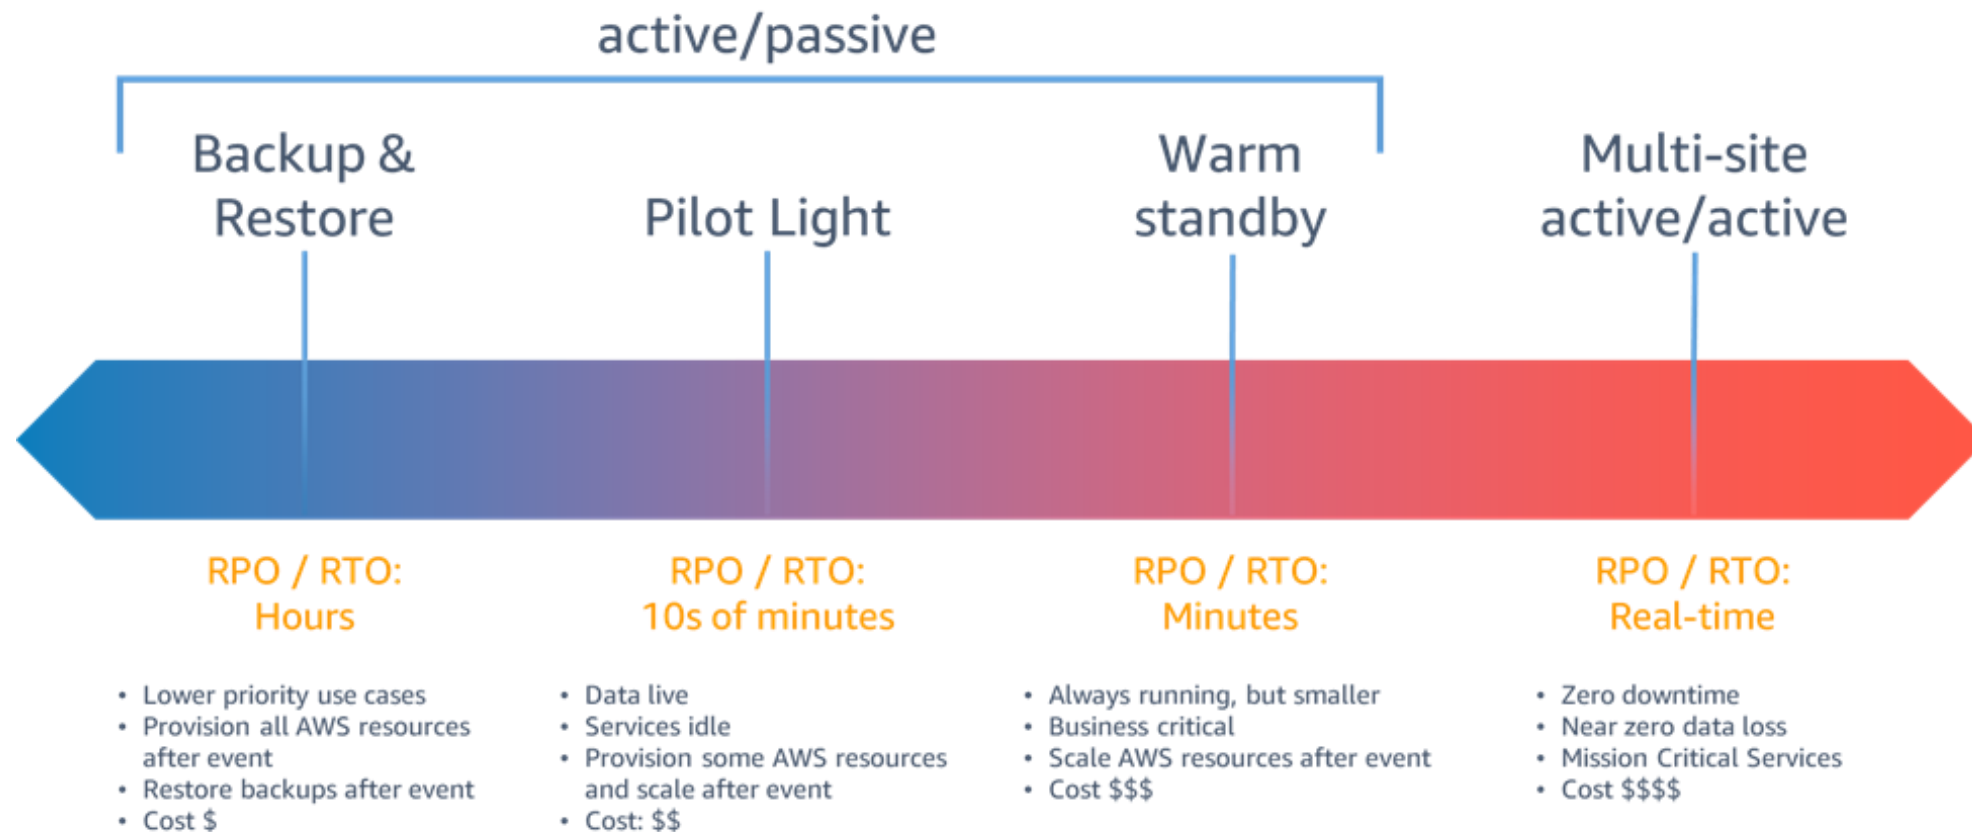 active/passive
Backup &
Restore
Pilot Light
Warm
standby
Multi-site
active/active
RPO / RTO:
Hours
RPO / RTO:
10s of minutes
RPO / RTO:
Minutes
RPO / RTO:
Real-time
• Lower priority use cases
• Provision all AWS resources
after event
• Restore backups after event
• Cost $
• Data live
• Services idle
• Provision some AWS resources
and scale after event
• Cost: $$
• Always running, but smaller
• Business critical
• Scale AWS resources after event
• Cost $$$
• Zero downtime
• Near zero data loss
• Mission Critical Services
• Cost $$$$